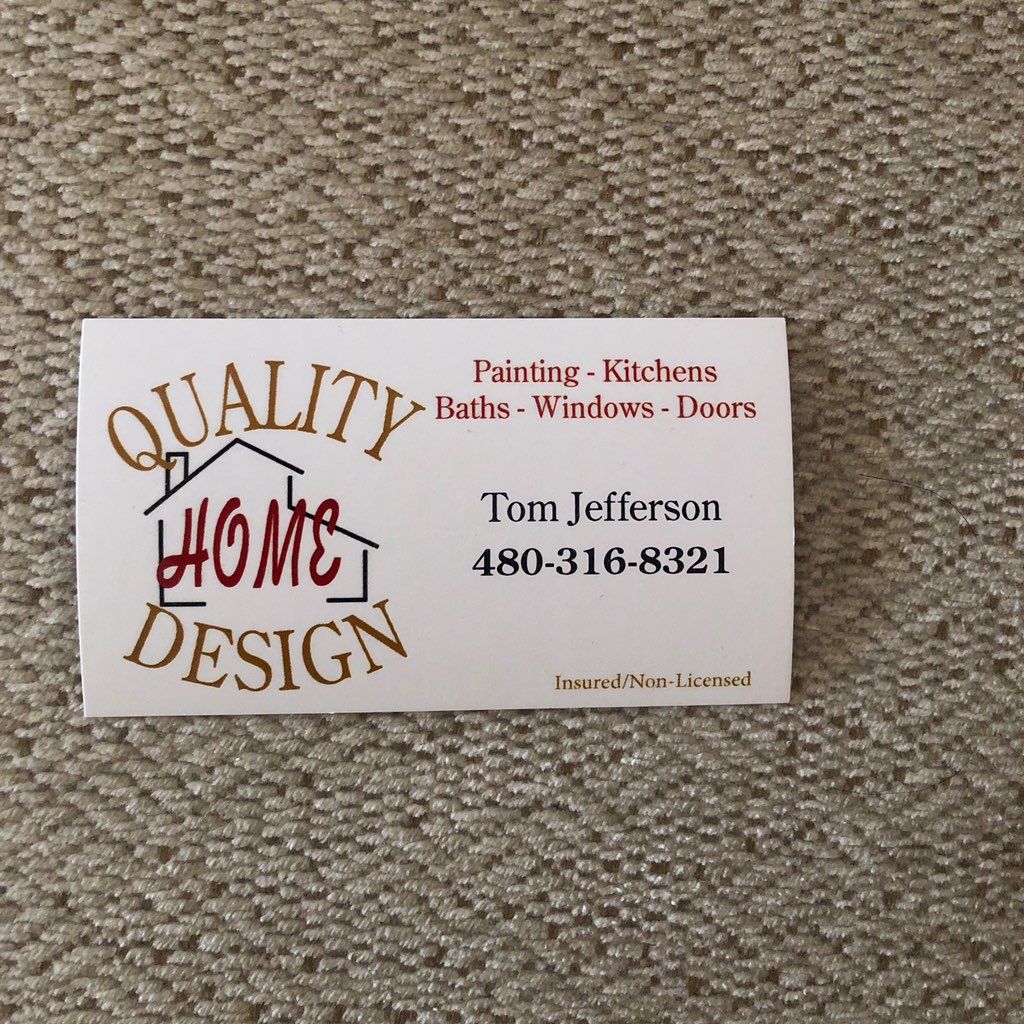 QUALITY
HOME
DESIGN
Painting - Kitchens
Baths - Windows - Doors
Tom Jefferson
480-316-8321
Insured/Non-Licensed